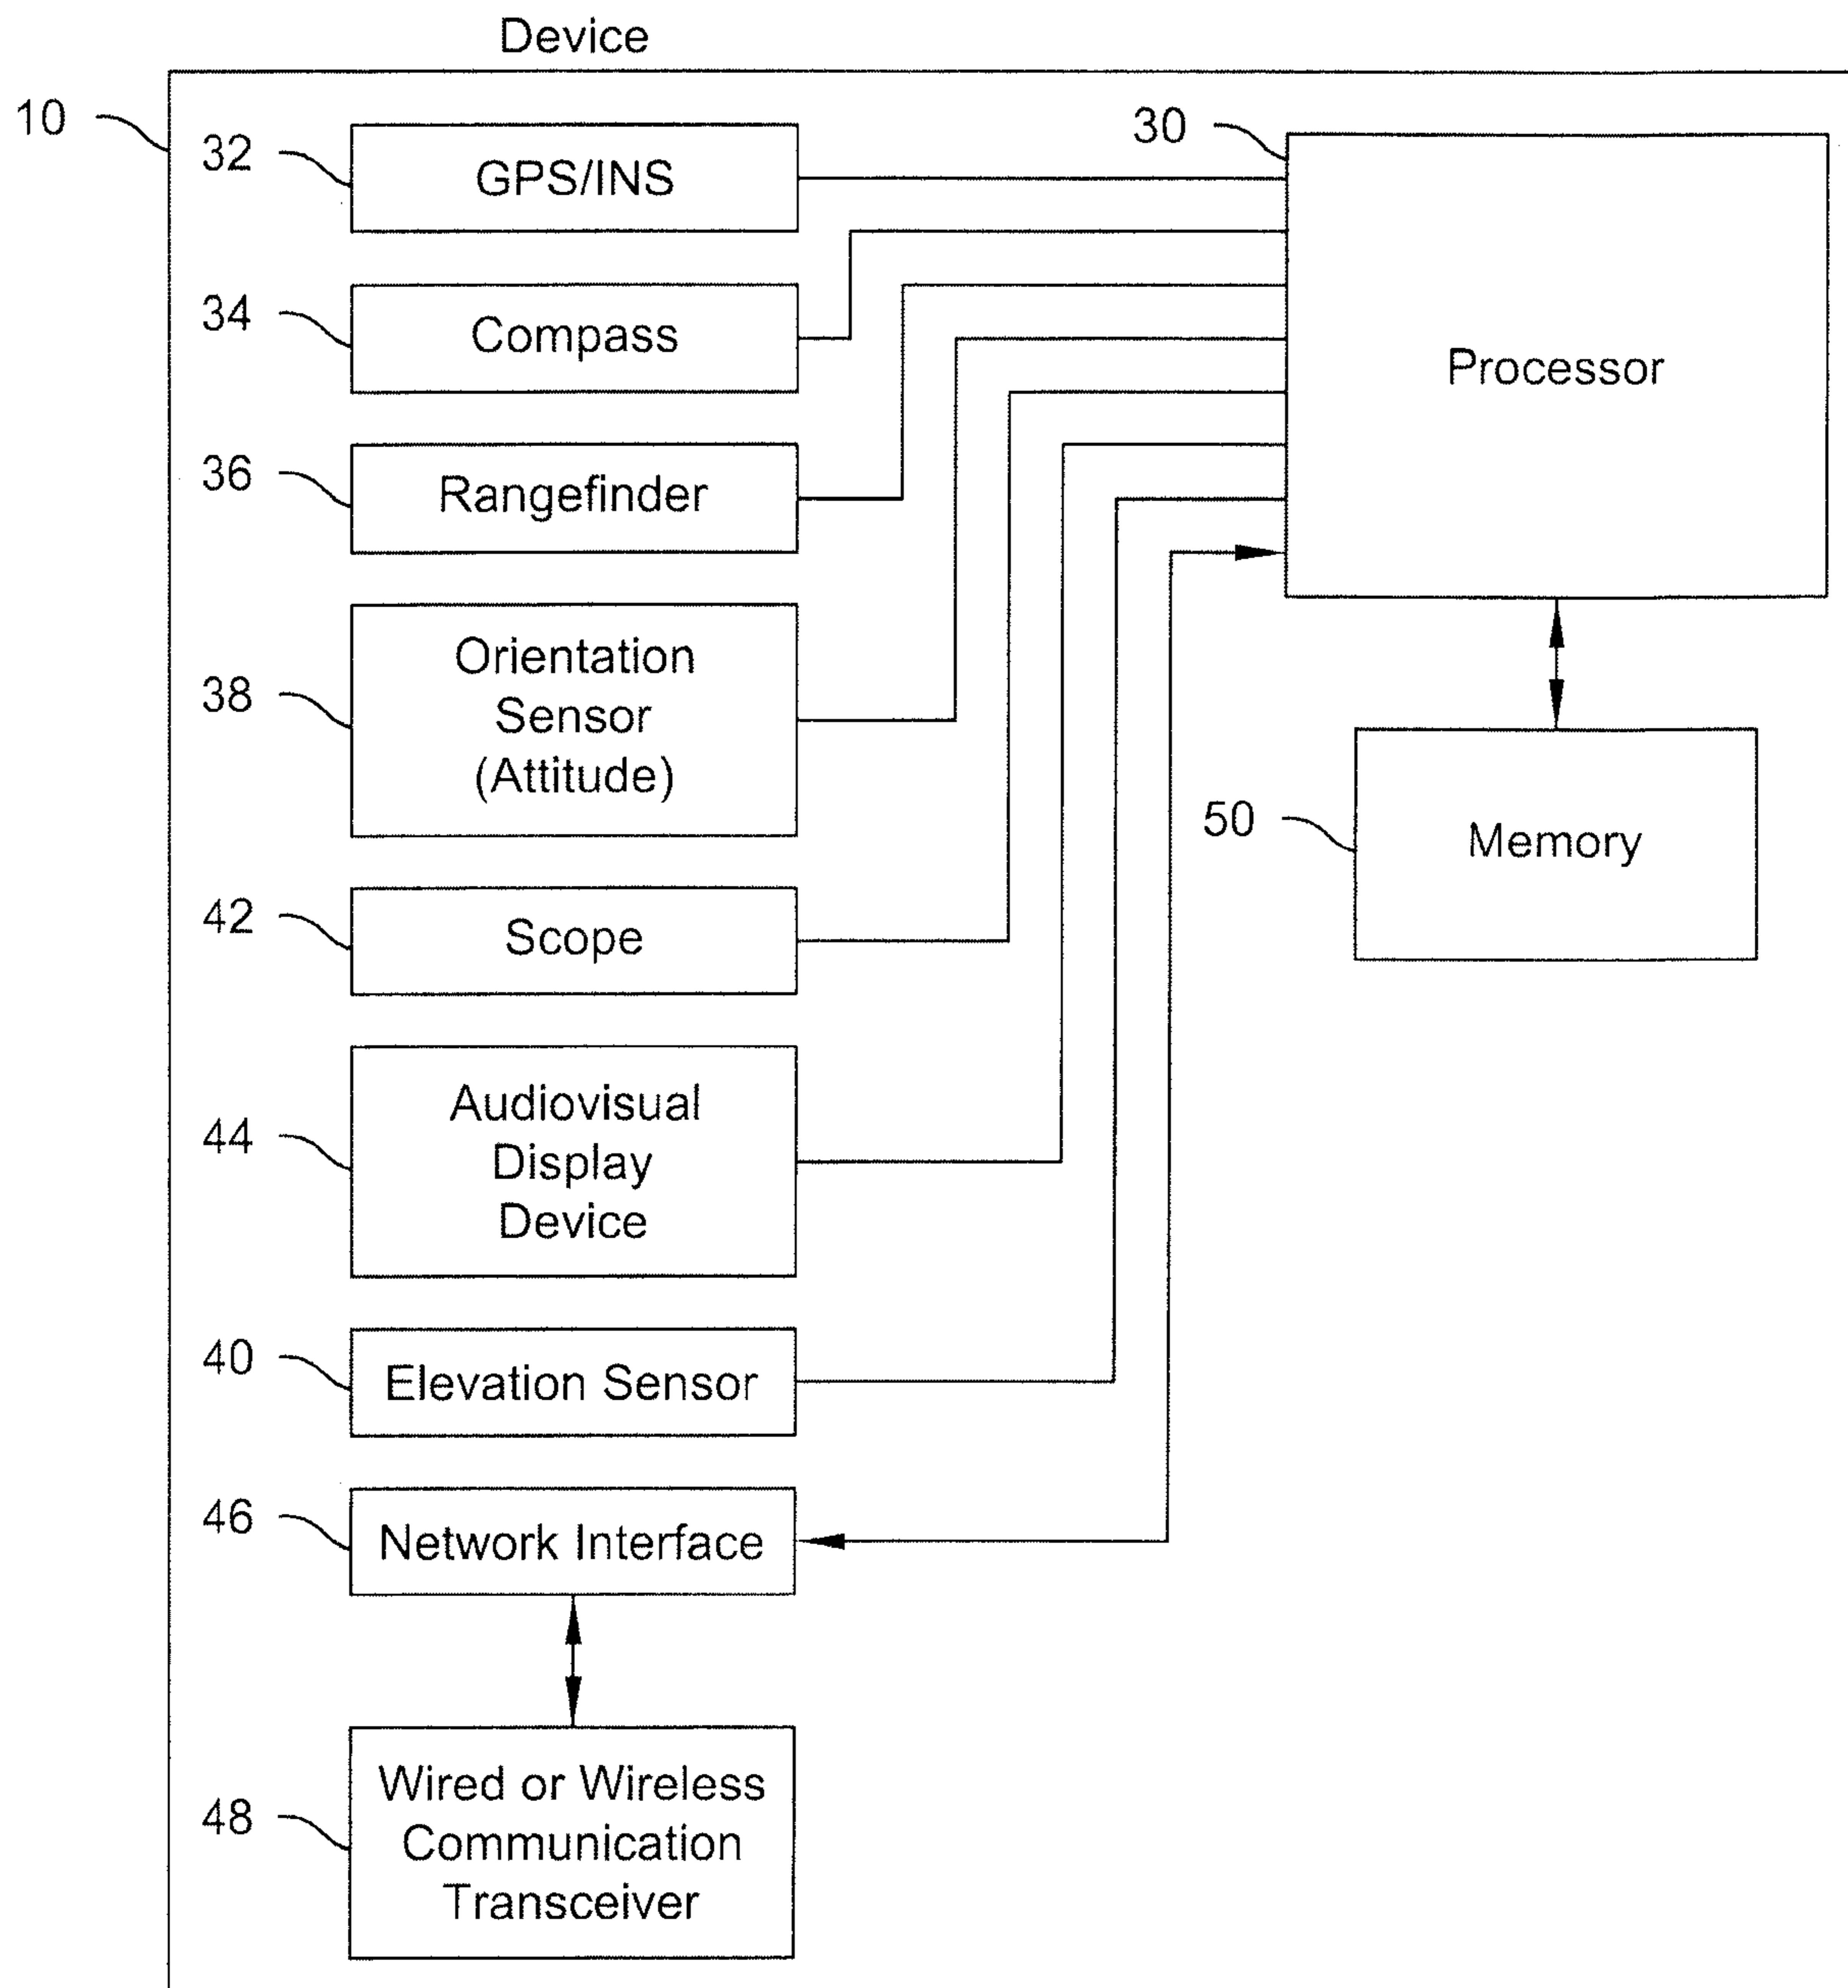 Device
10
32
GPS/INS
30
Processor
34
Compass
36
Rangefinder
38
Orientation
Sensor
(Attitude)
50
Memory
42
Scope
44
Audiovisual
Display
Device
40
Elevation Sensor
46
Network Interface
48
Wired or Wireless
Communication
Transceiver